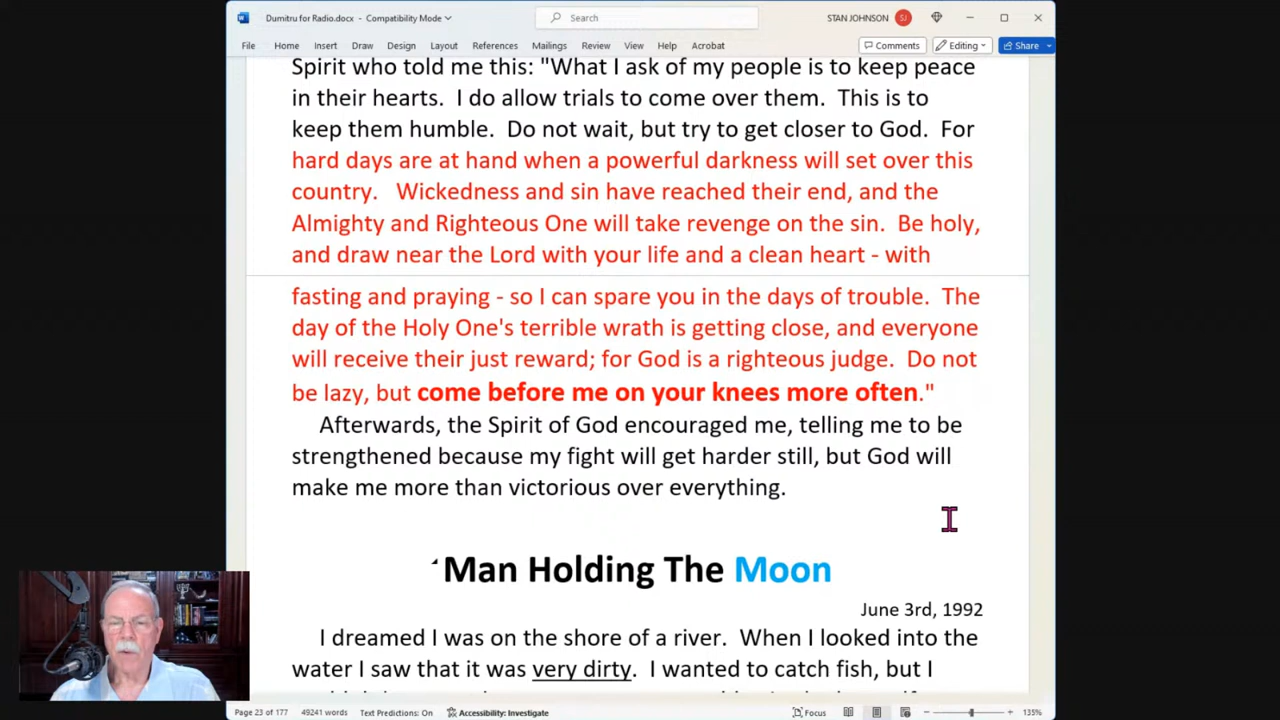 Dumitru for Radio.docx - Compatibility Mode
Search
STAN JOHNSON SJ
File Home Insert Draw Design Layout References Mailings Review View Help Acrobat Comments Editing Share
Spirit who told me this: "What I ask of my people is to keep peace
in their hearts. I do allow trials to come over them. This is to
keep them humble. Do not wait, but try to get closer to God. For
hard days are at hand when a powerful darkness will set over this
country. Wickedness and sin have reached their end, and the
Almighty and Righteous One will take revenge on the sin. Be holy,
and draw near the Lord with your life and a clean heart - with
fasting and praying - so I can spare you in the days of trouble. The
day of the Holy One's terrible wrath is getting close, and everyone
will receive their just reward; for God is a righteous judge. Do not
be lazy, but come before me on your knees more often."
Afterwards, the Spirit of God encouraged me, telling me to be
strengthened because my fight will get harder still, but God will
make me more than victorious over everything.
Man Holding The Moon
June 3rd, 1992
I dreamed I was on the shore of a river. When I looked into the
water I saw that it was very dirty. I wanted to catch fish, but I
Page 23 of 177 49241 words Text Predictions: On Accessibility: Investigate Focus 135%